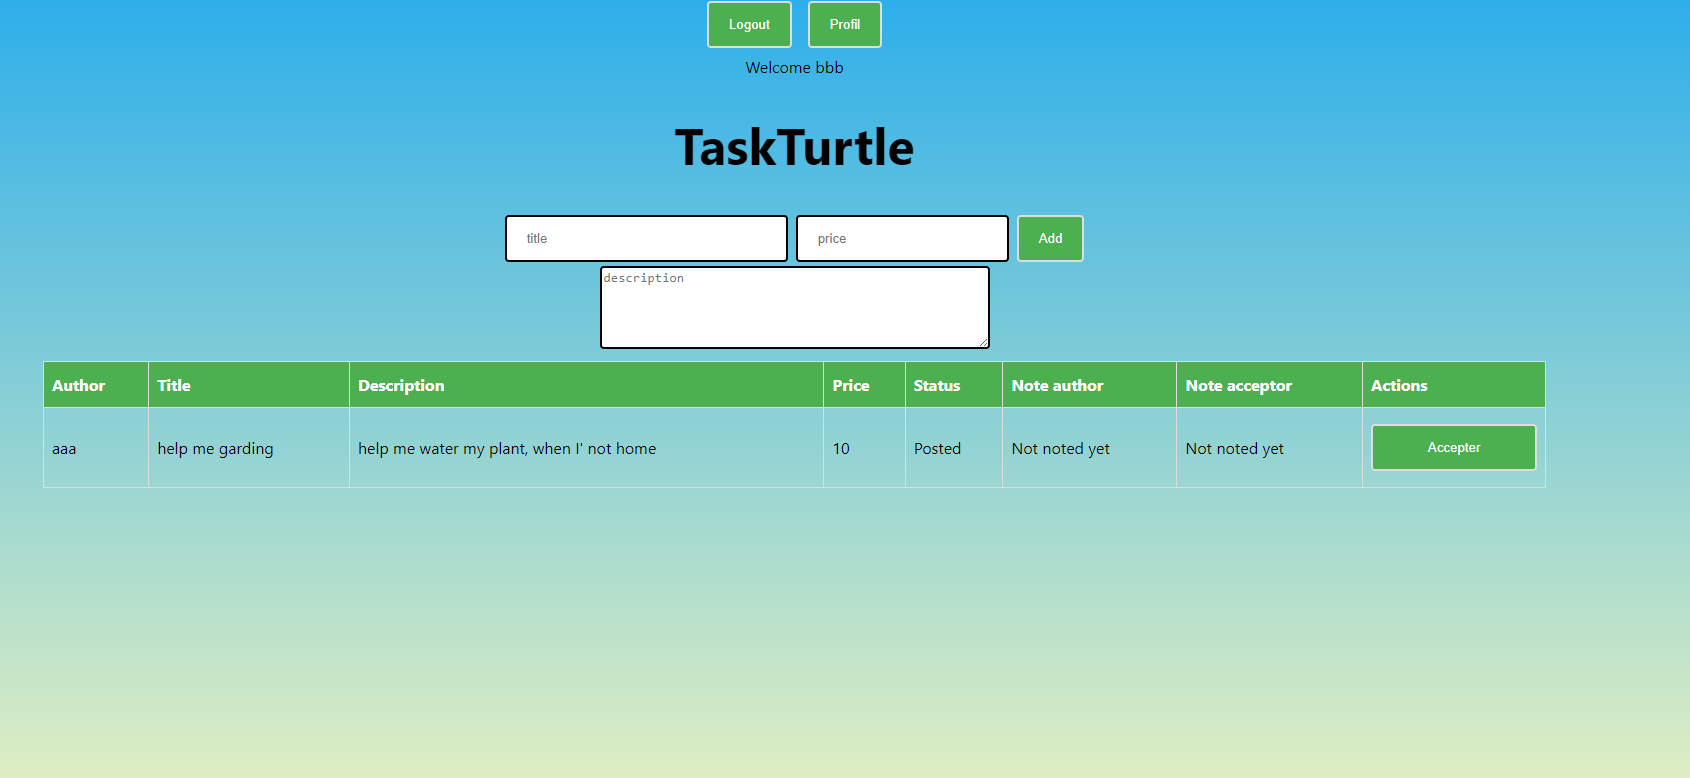 Logout Profil
Welcome bbb
TaskTurtle
title price Add
description
Author Title Description Price Status Note author Note acceptor Actions
aaa help me garding help me water my plant, when I' not home 10 Posted Not noted yet Not noted yet Accepter